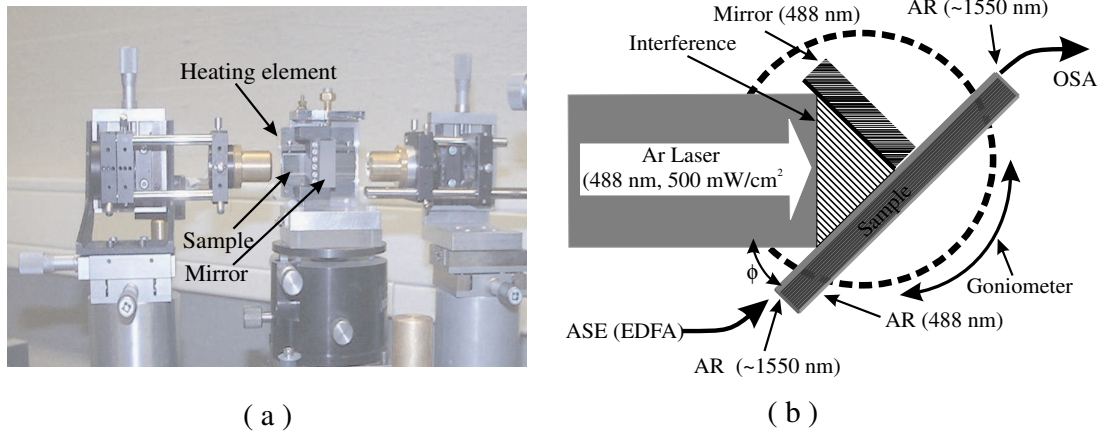 Heating element
Sample
Mirror
( a )
Mirror (488 nm)
AR (~1550 nm)
Interference
OSA
Ar Laser
(488 nm, 500 mW/cm²
Sample
ϕ
Goniometer
ASE (EDFA)
AR (488 nm)
AR (~1550 nm)
( b )